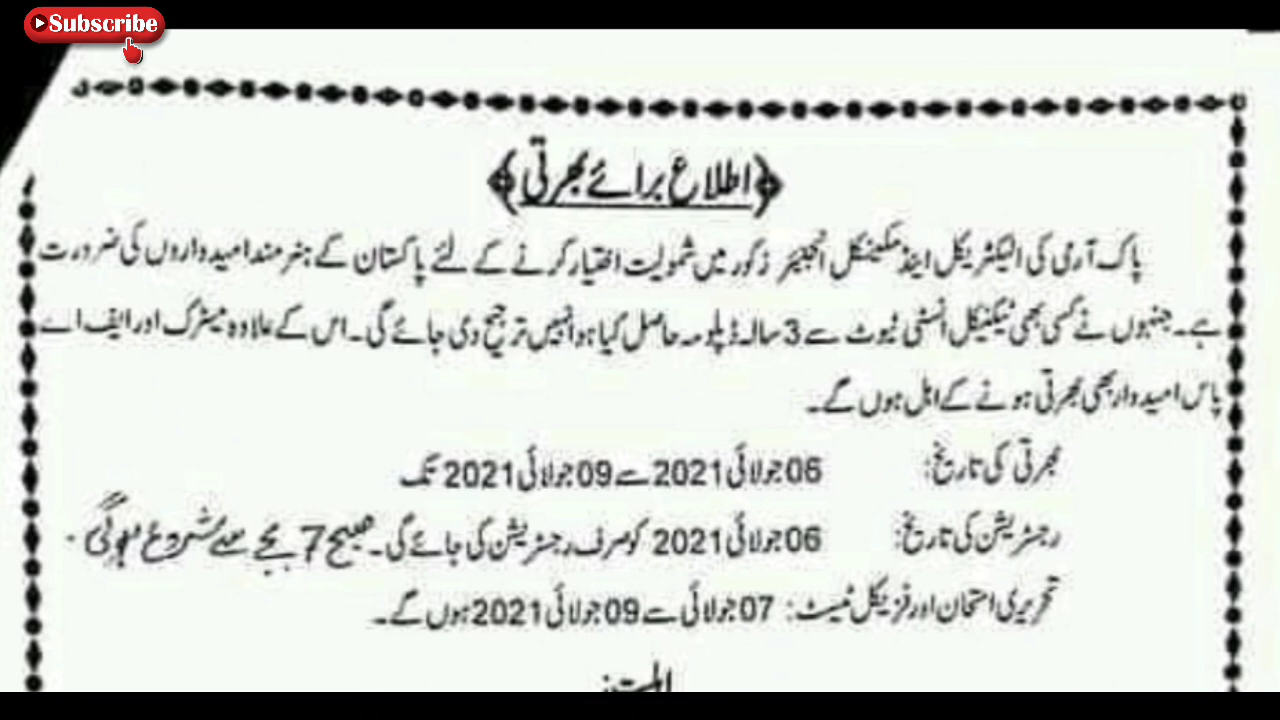 Subscribe
اطلاع برائے بھرتی
پاک آرمی کی الیکٹریکل اینڈ مکینیکل انجینئر زکور میں شمولیت اختیار کرنے کے لئے پاکستان کے ہنر مند امیدواروں کی ضرورت
ہے۔ جنہوں نے کسی بھی ٹیکنیکل انسٹی ٹیوٹ سے 3 سالہ ڈپلومہ حاصل کیا ہو انہیں ترجیح دی جائے گی۔ اس کے علاوہ میٹرک اور ایف اے
پاس امیدوار بھی بھرتی ہونے کے اہل ہوں گے۔
بھرتی کی تاریخ: 06 جولائی 2021 سے 09 جولائی 2021 تک
رجسٹریشن کی تاریخ: 06 جولائی 2021 کو صرف رجسٹریشن کی جائے گی۔ صبح 7 بجے سے شروع ہوگی۔
تحریری امتحان اور فزیکل ٹیسٹ: 07 جولائی سے 09 جولائی 2021 ہوں گے۔